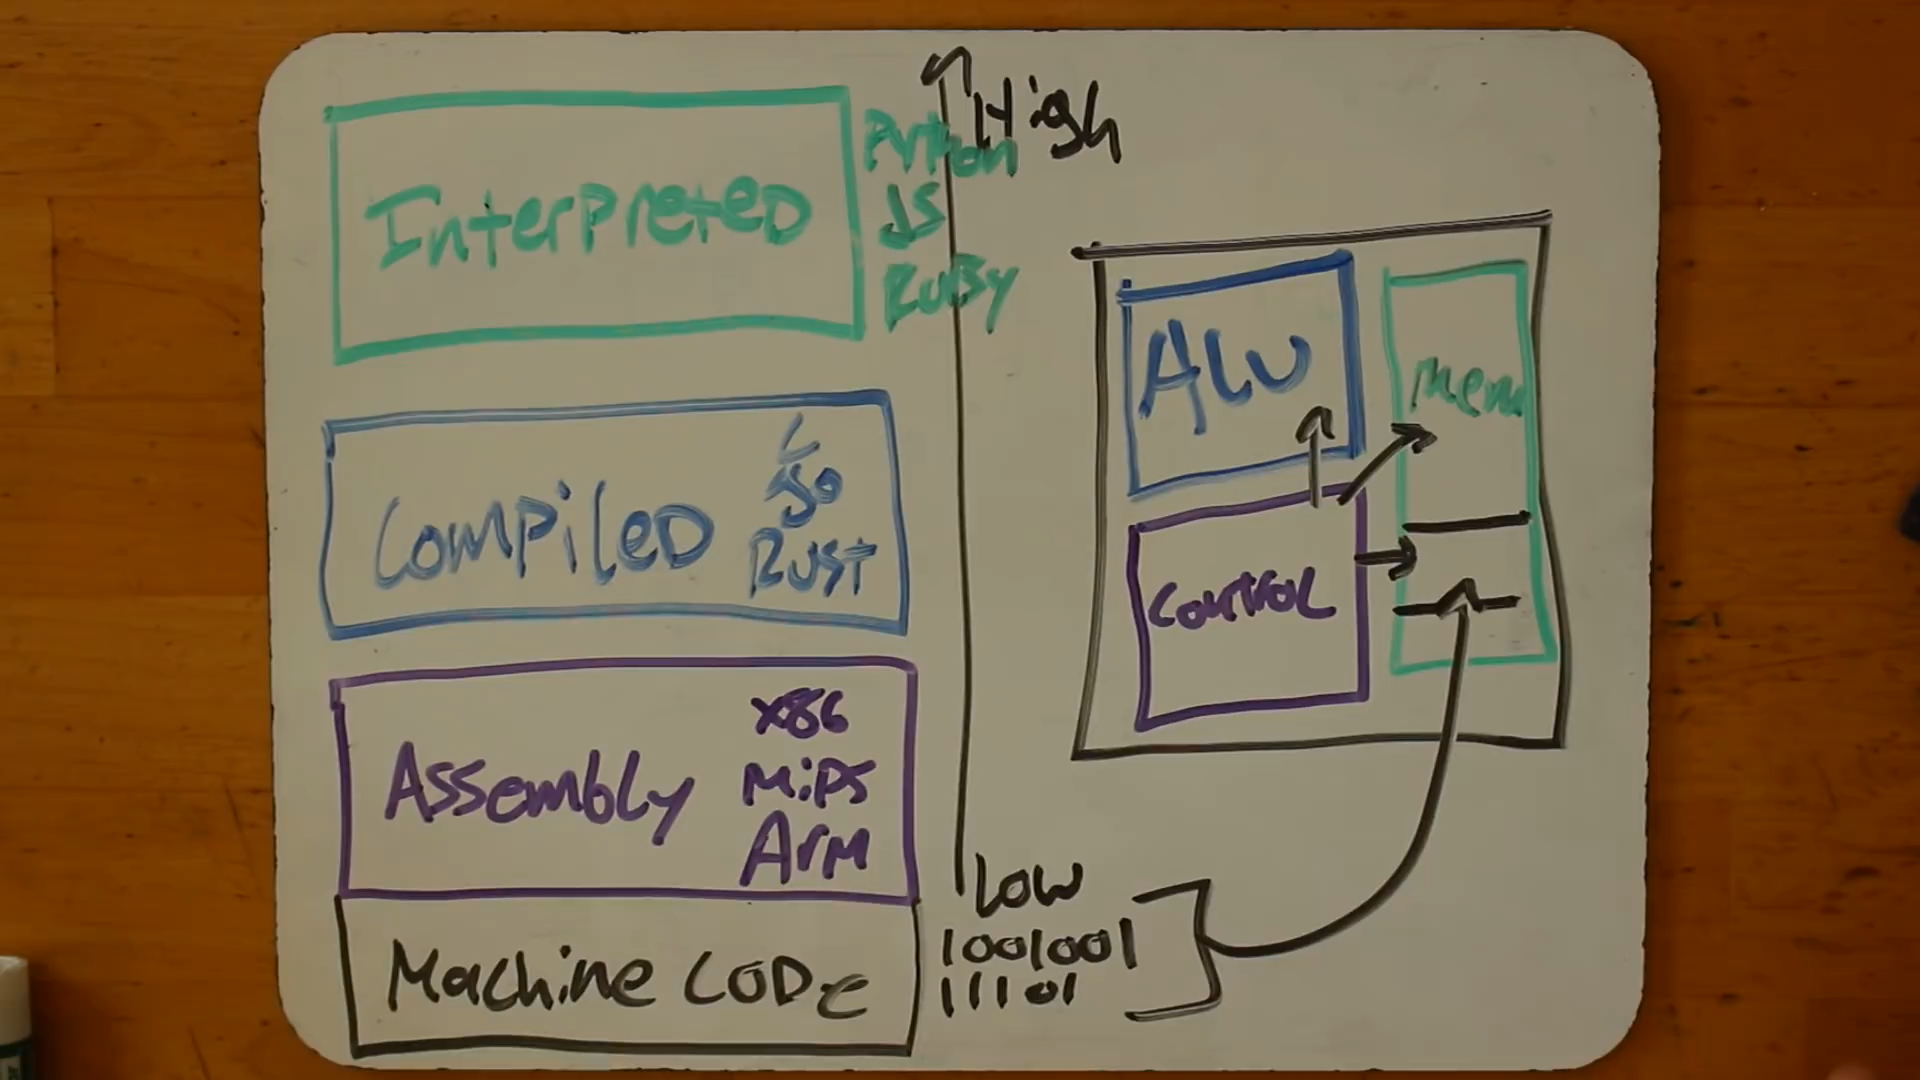 High
Interpreted
Python
JS
Ruby
Compiled
C
Go
Rust
Assembly
x86
Mips
Arm
Low
Machine Code
1001001
11101
ALU
Mem
Control